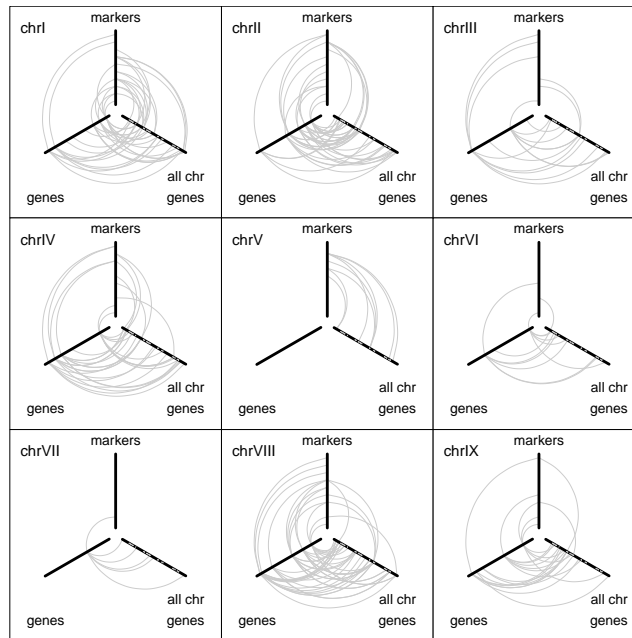 chrI
markers
genes
all chr
genes
chrII
markers
genes
all chr
genes
chrIII
markers
genes
all chr
genes
chrIV
markers
genes
all chr
genes
chrV
markers
genes
all chr
genes
chrVI
markers
genes
all chr
genes
chrVII
markers
genes
all chr
genes
chrVIII
markers
genes
all chr
genes
chrIX
markers
genes
all chr
genes